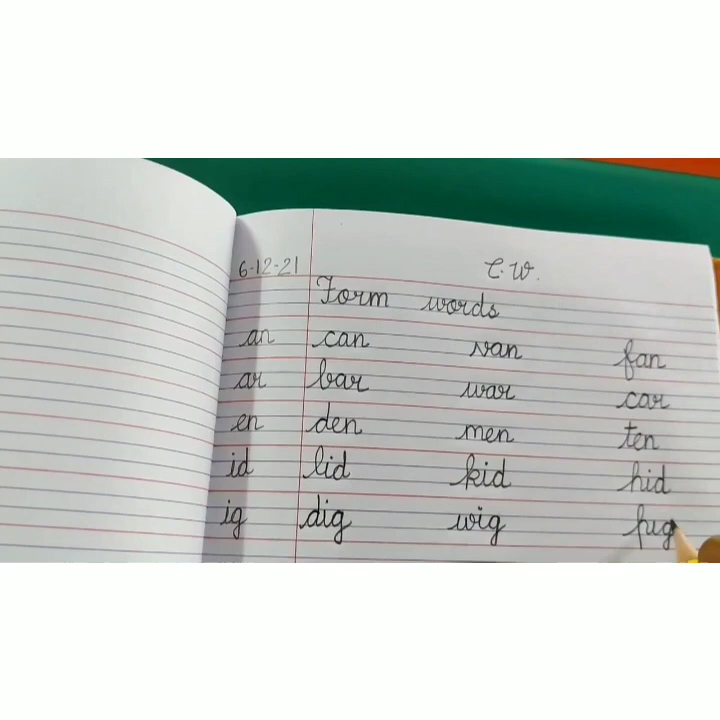 6-12-21 C.W.
Form words
an can van fan
ar bar war car
en den men ten
id lid kid hid
ig dig wig